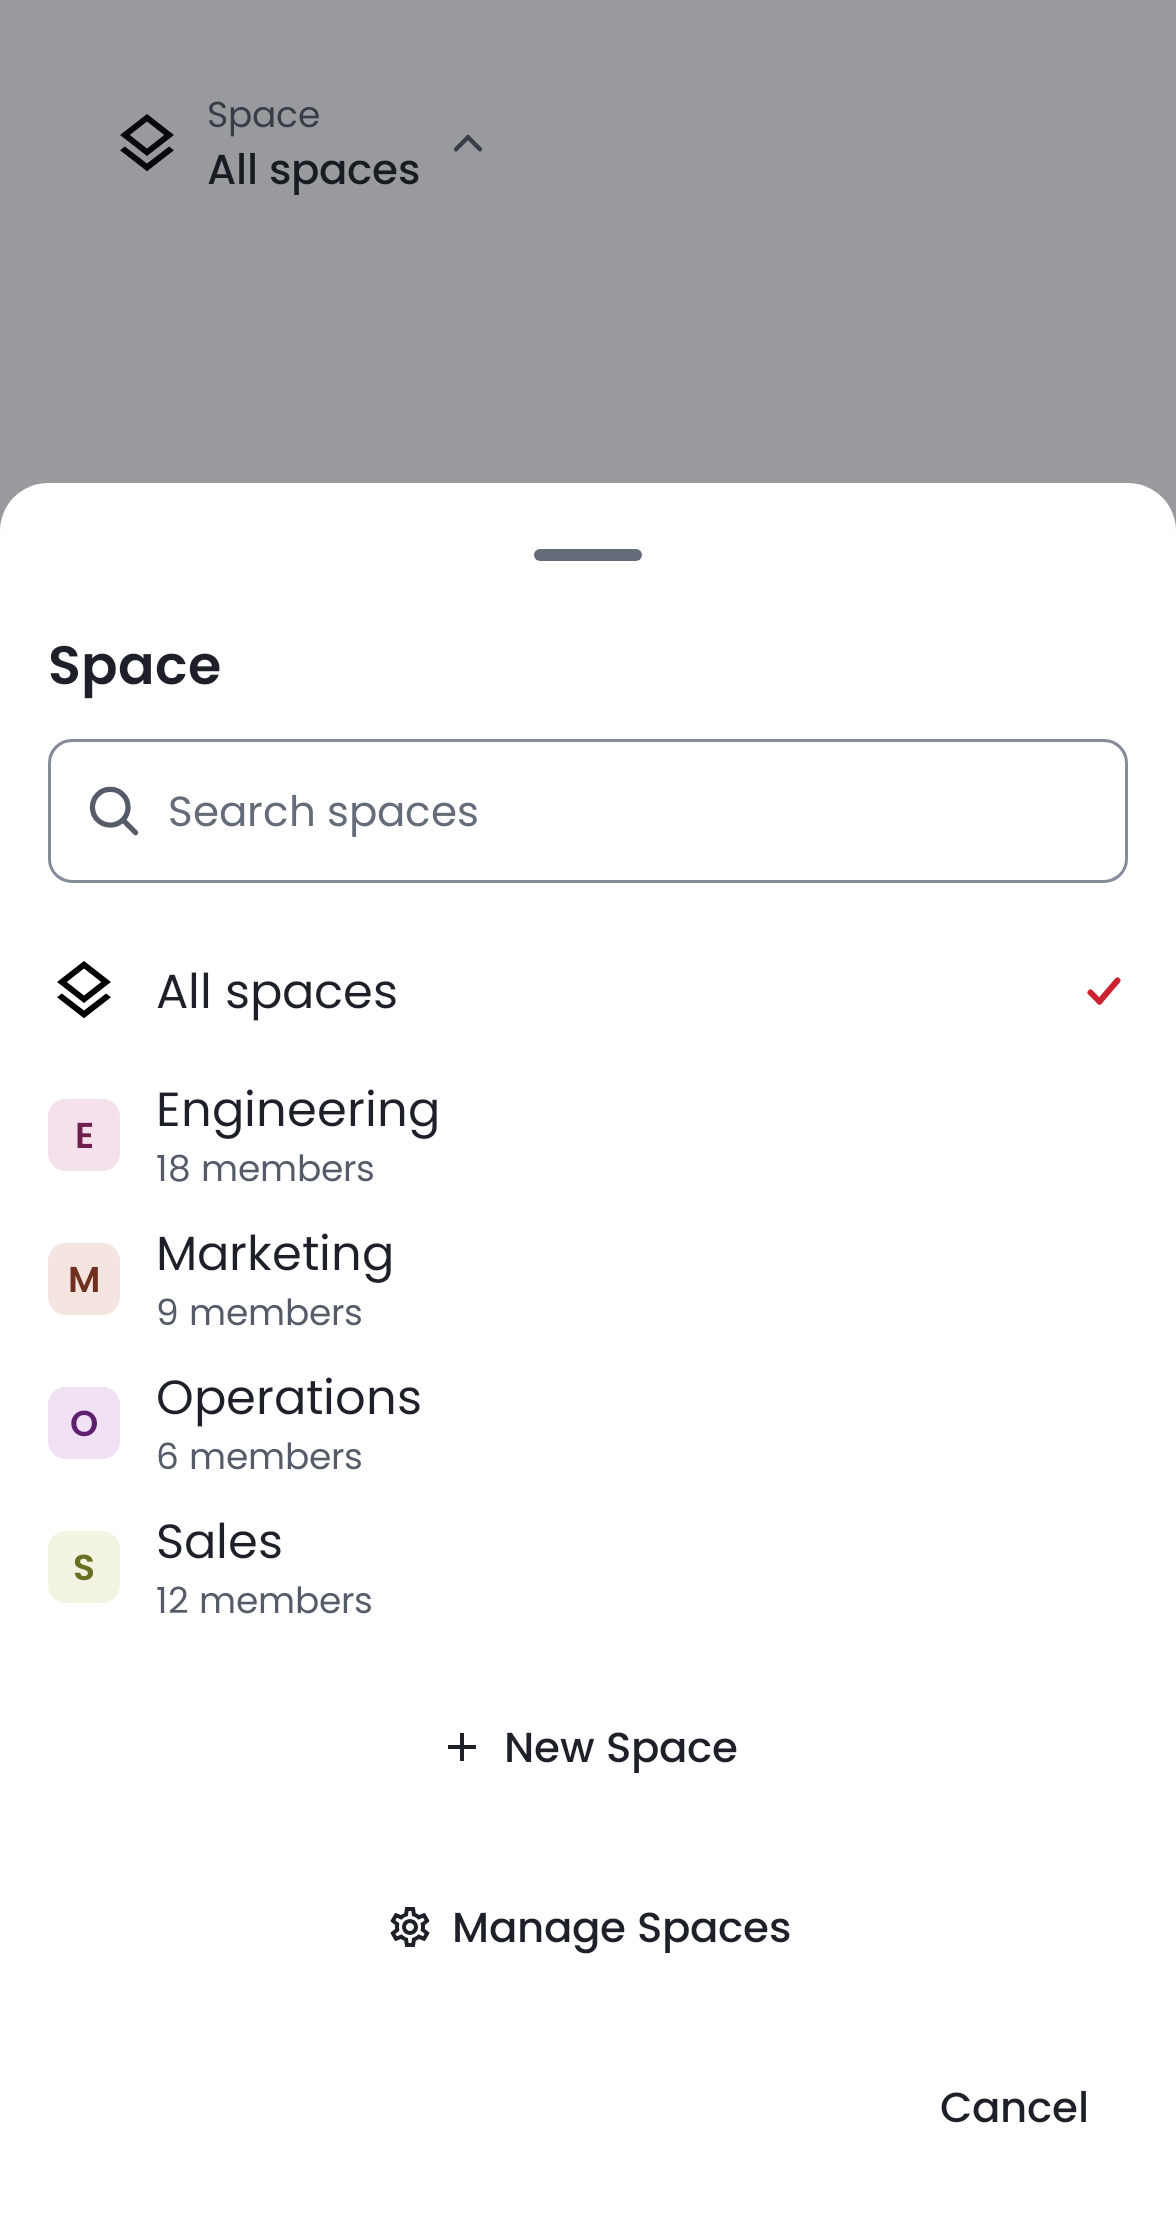 Space
All spaces
Space
Search spaces
All spaces
E
Engineering
18 members
M
Marketing
9 members
O
Operations
6 members
S
Sales
12 members
New Space
Manage Spaces
Cancel